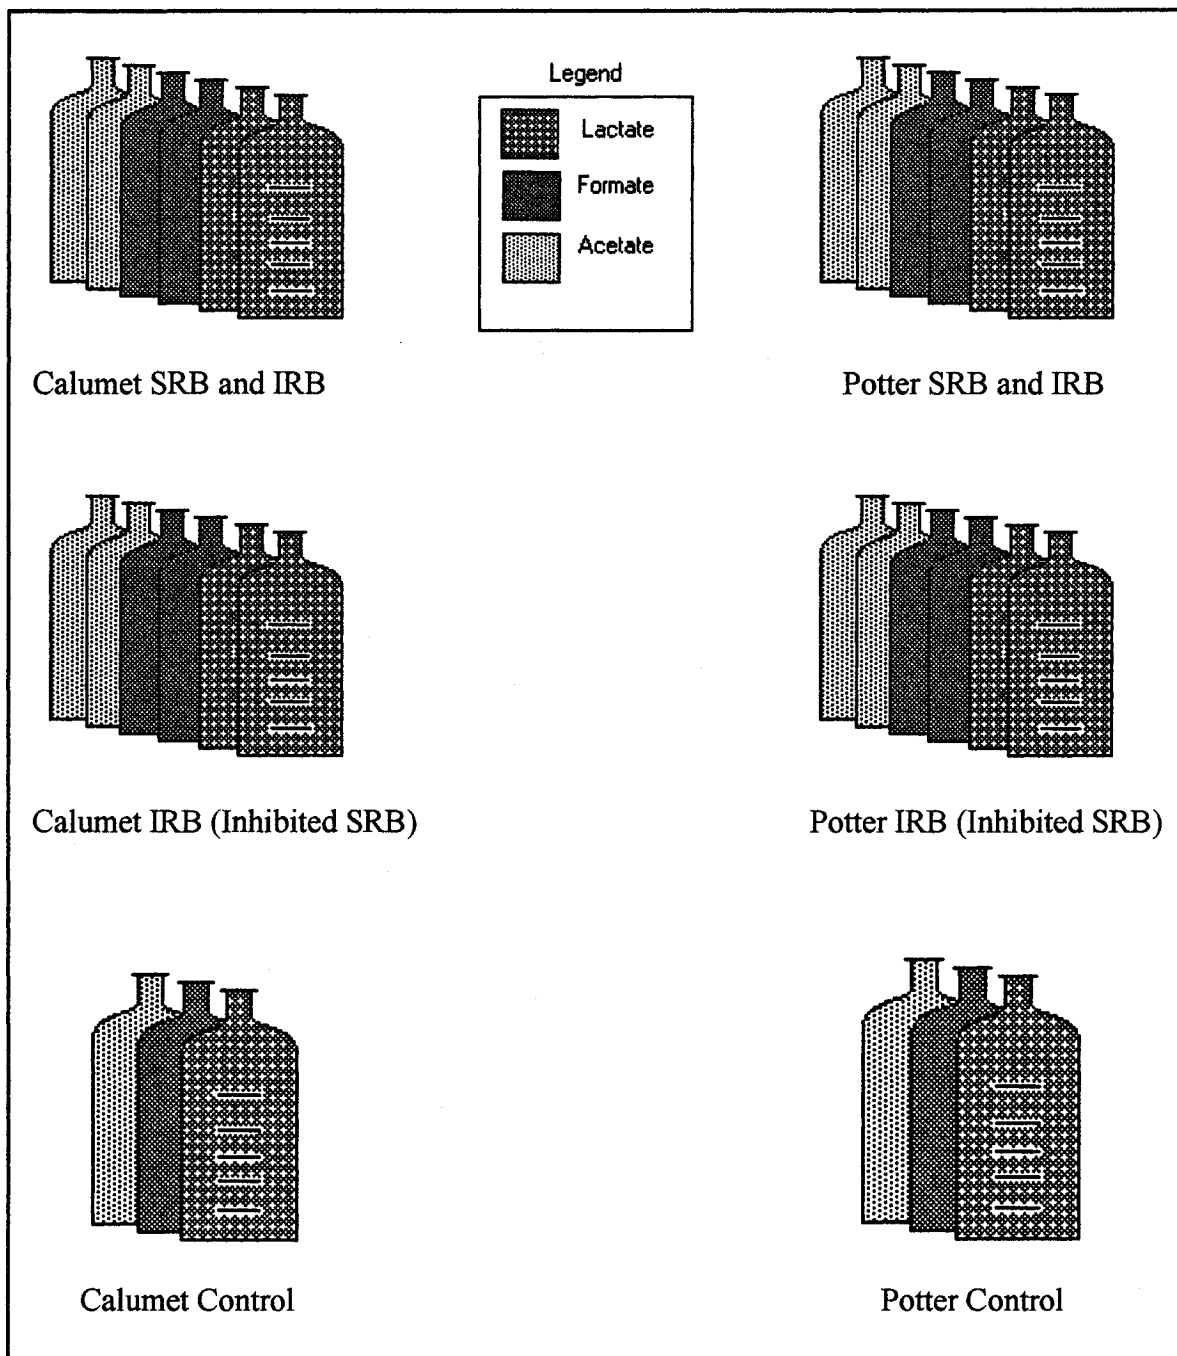 Legend
Lactate
Formate
Acetate
Calumet SRB and IRB
Potter SRB and IRB
Calumet IRB (Inhibited SRB)
Potter IRB (Inhibited SRB)
Calumet Control
Potter Control